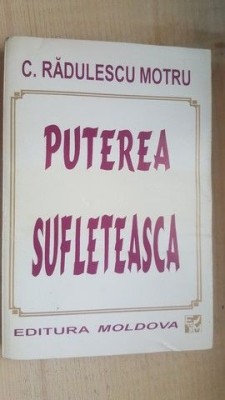 C. RĂDULESCU MOTRU
PUTEREA
SUFLETEASCA
EDITURA MOLDOVA